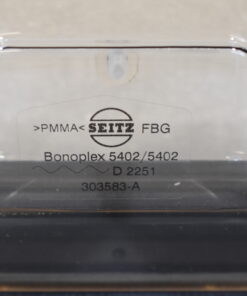 >PMMA< SEITZ FBG
Bonoplex 5402/5402
D 2251
303583-A